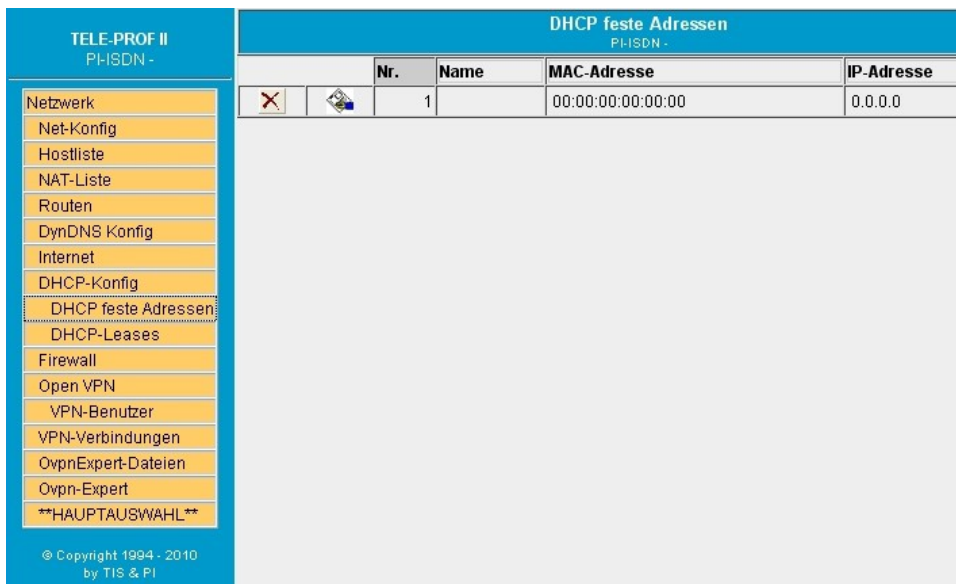 TELE-PROF II
PI-ISDN -
Netzwerk
Net-Konfig
Hostliste
NAT-Liste
Routen
DynDNS Konfig
Internet
DHCP-Konfig
DHCP feste Adressen
DHCP-Leases
Firewall
Open VPN
VPN-Benutzer
VPN-Verbindungen
OvpnExpert-Dateien
Ovpn-Expert
**HAUPTAUSWAHL**
© Copyright 1994 - 2010
by TIS & PI
DHCP feste Adressen
PI-ISDN -
Nr. Name MAC-Adresse IP-Adresse
1 00:00:00:00:00:00 0.0.0.0